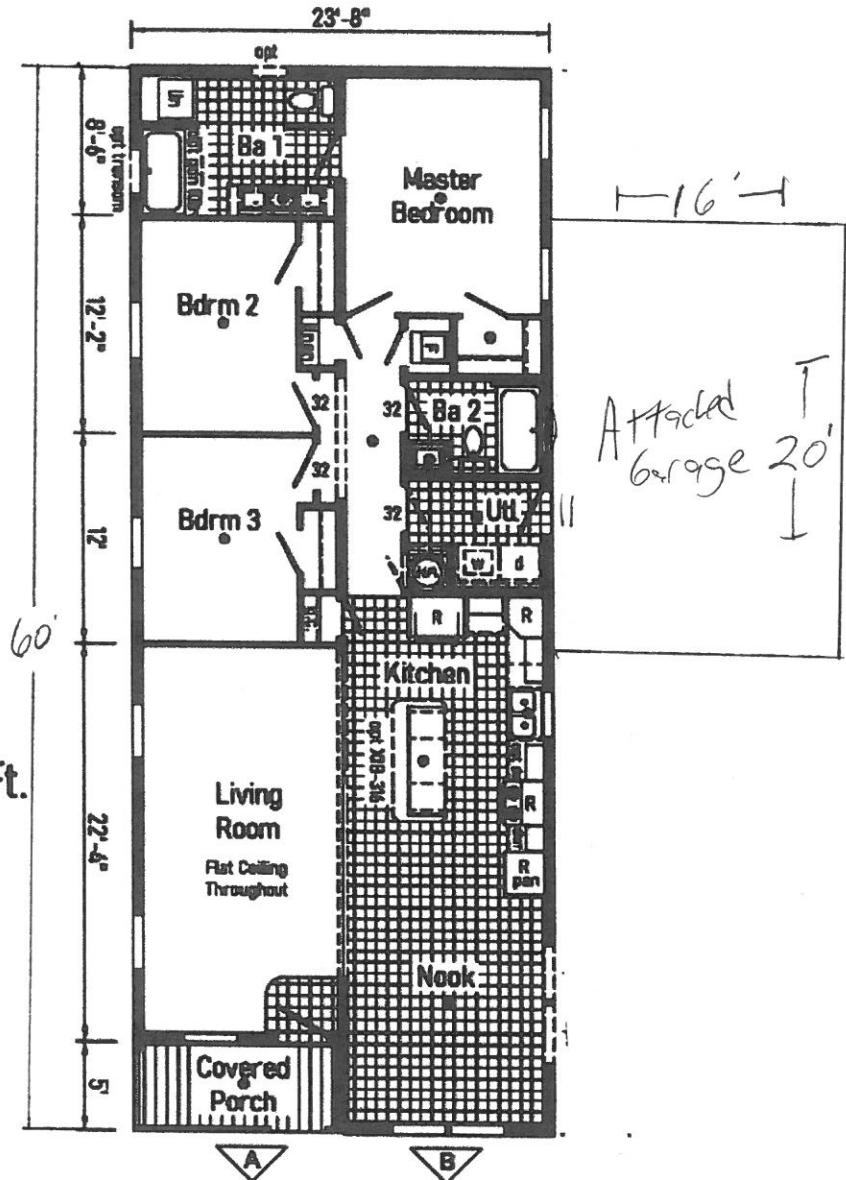 23'-8"
opt
8'-6"
opt transom
Lin
Ba 1
Master
Bedroom
16'
12'-2"
Bdrm 2
32
32
Ba 2
Attached
Garage 20'
12'
Bdrm 3
32
Utl
W
d
R
R
60'
Kitchen
Ft.
22'-4"
Living
Room
Flat Ceiling
Throughout
R
R
pan
Nook
5'
Covered
Porch
A
B